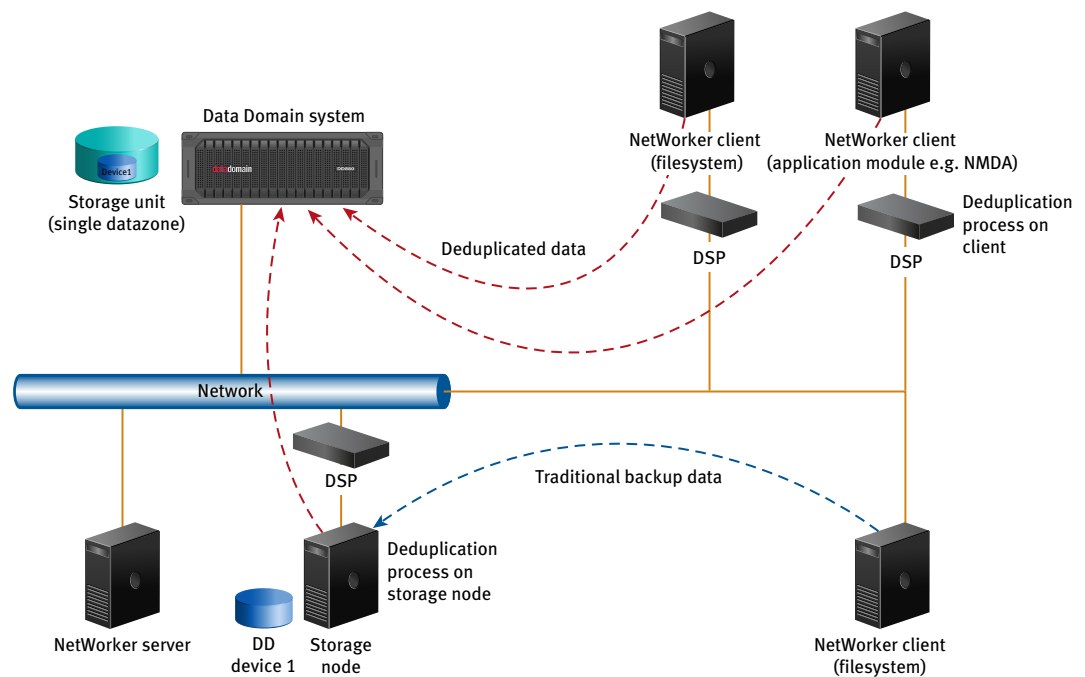 Data Domain system
Device1
Storage unit
(single datazone)
datadomain
NetWorker client
(filesystem)
NetWorker client
(application module e.g. NMDA)
Deduplicated data
DSP
DSP
Deduplication
process on
client
Network
DSP
Traditional backup data
Deduplication
process on
storage node
NetWorker server
DD
device 1
Storage
node
NetWorker client
(filesystem)